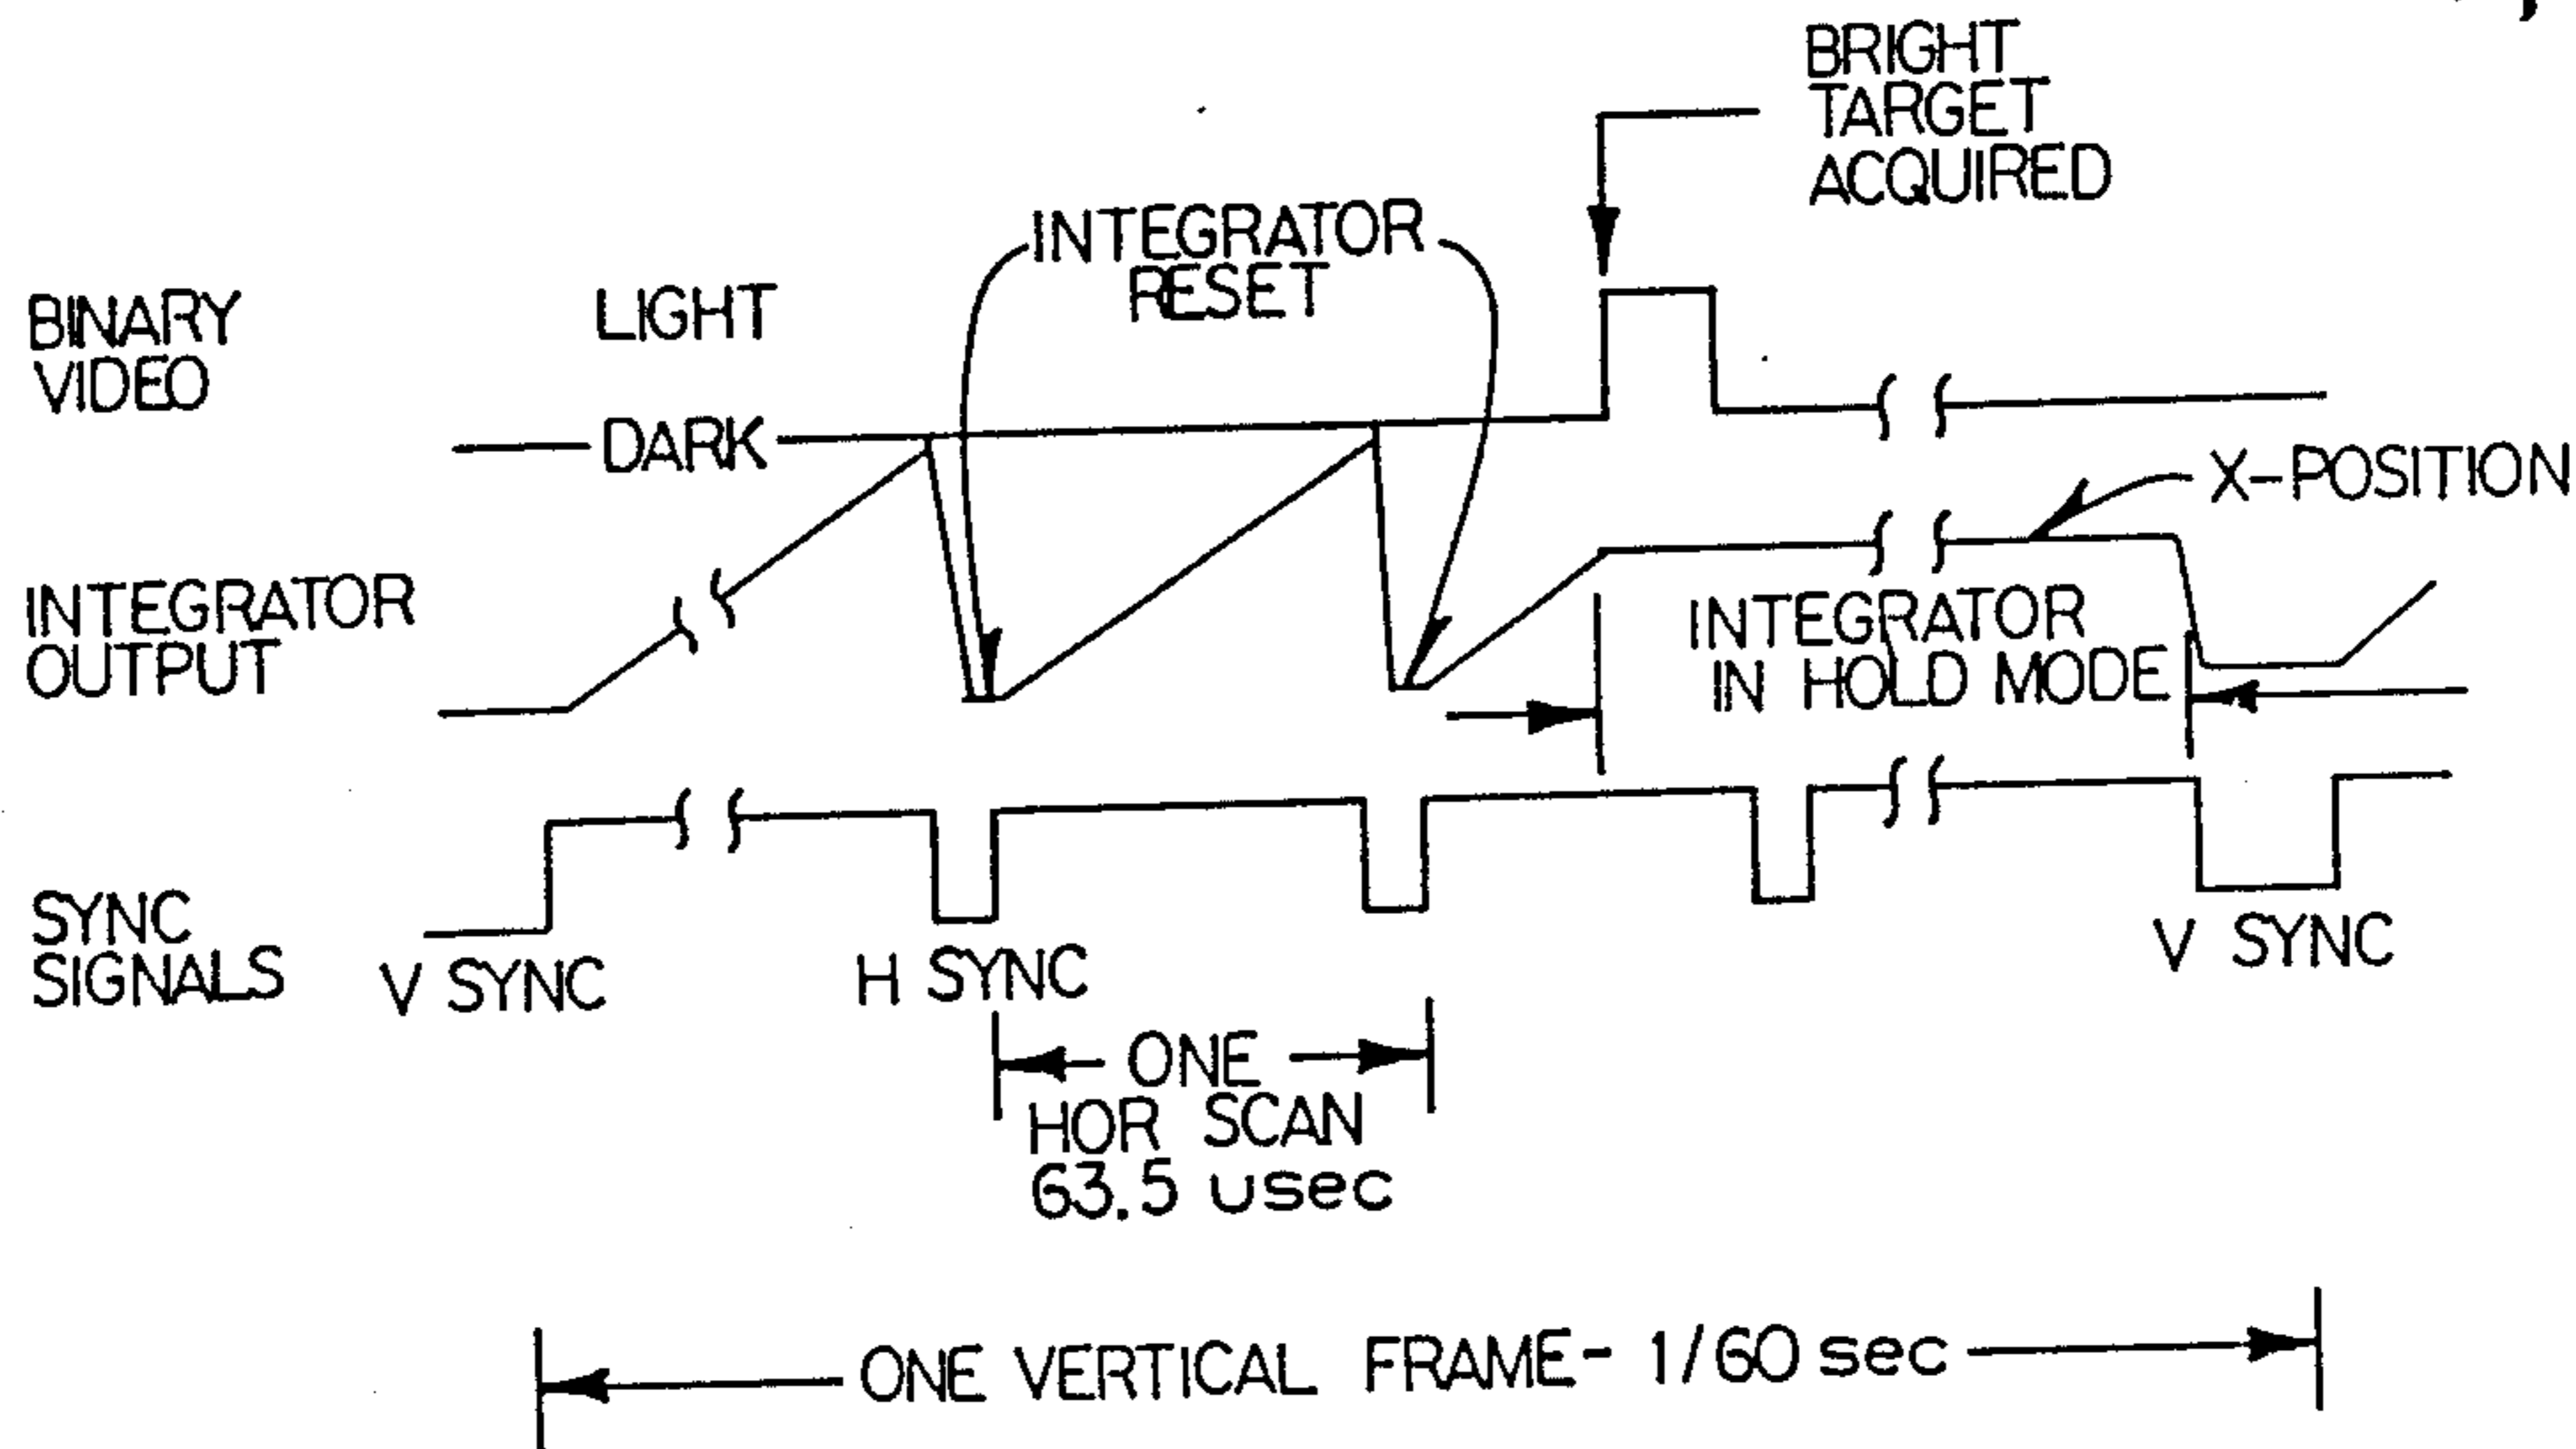 BRIGHT
TARGET
ACQUIRED
INTEGRATOR
RESET
BINARY
VIDEO
LIGHT
DARK
X-POSITION
INTEGRATOR
OUTPUT
INTEGRATOR
IN HOLD MODE
SYNC
SIGNALS
V SYNC
H SYNC
V SYNC
ONE
HOR SCAN
63.5 usec
ONE VERTICAL FRAME- 1/60 sec